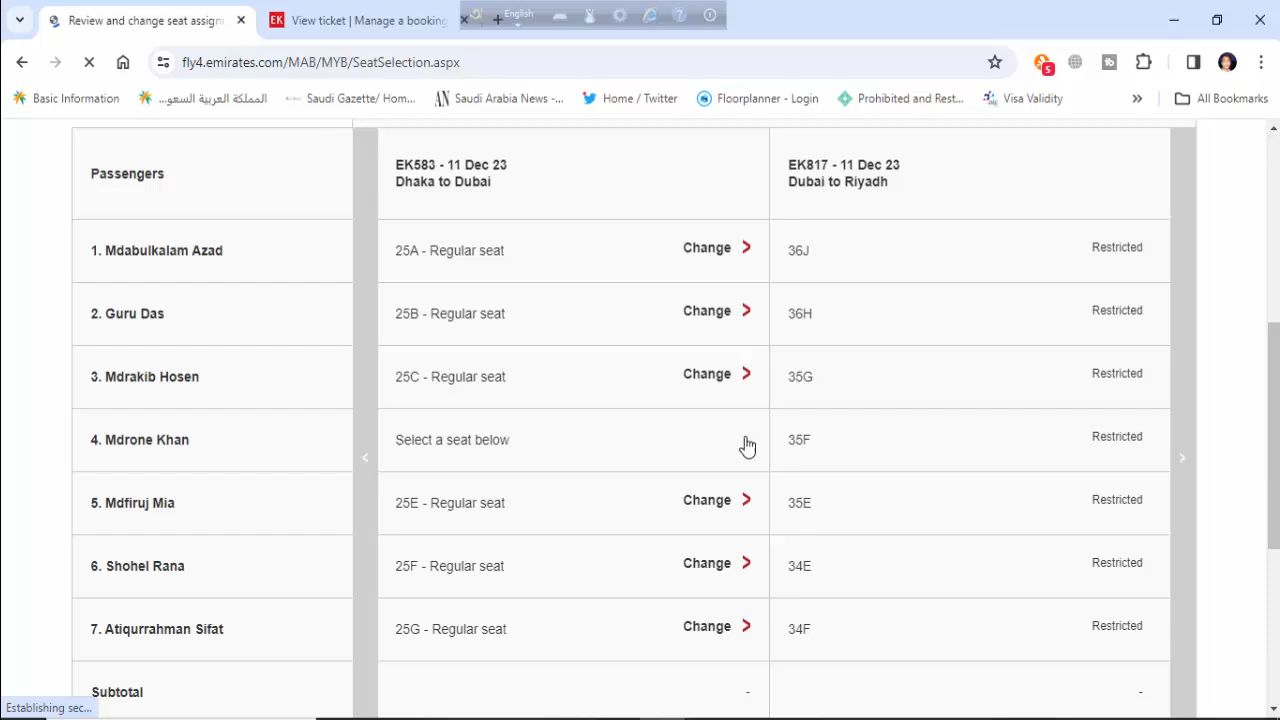 Review and change seat assign
EK View ticket | Manage a booking
English
fly4.emirates.com/MAB/MYB/SeatSelection.aspx
5
tb
Basic Information
المملكة العربية السعو...
Saudi Gazette/ Hom...
AN Saudi Arabia News -...
Home / Twitter
Floorplanner - Login
Prohibited and Rest...
Visa Validity
»
All Bookmarks
Passengers
EK583 - 11 Dec 23
Dhaka to Dubai
EK817 - 11 Dec 23
Dubai to Riyadh
1. Mdabulkalam Azad
25A - Regular seat
Change >
36J
Restricted
2. Guru Das
25B - Regular seat
Change >
36H
Restricted
3. Mdrakib Hosen
25C - Regular seat
Change >
35G
Restricted
4. Mdrone Khan
Select a seat below
35F
Restricted
5. Mdfiruj Mia
25E - Regular seat
Change >
35E
Restricted
6. Shohel Rana
25F - Regular seat
Change >
34E
Restricted
7. Atiqurrahman Sifat
25G - Regular seat
Change >
34F
Restricted
Subtotal
-
-
Establishing sec...